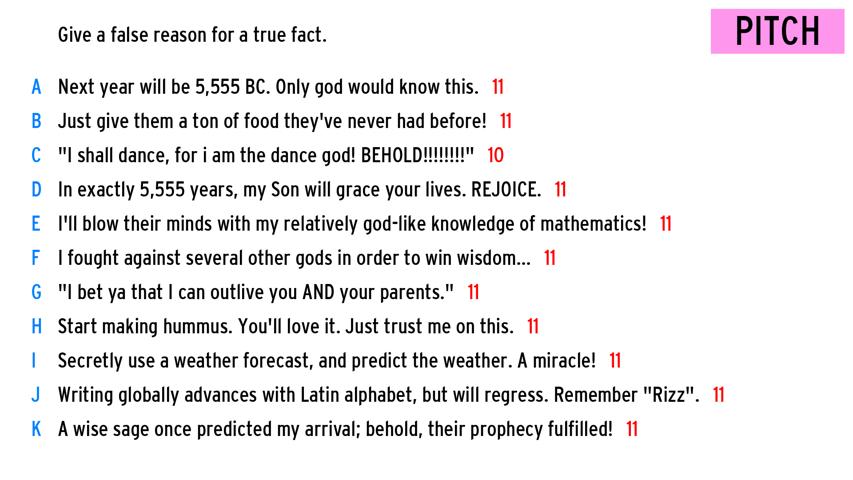 PITCH
Give a false reason for a true fact.
A Next year will be 5,555 BC. Only god would know this. 11
B Just give them a ton of food they've never had before! 11
C "I shall dance, for i am the dance god! BEHOLD!!!!!!!!" 10
D In exactly 5,555 years, my Son will grace your lives. REJOICE. 11
E I'll blow their minds with my relatively god-like knowledge of mathematics! 11
F I fought against several other gods in order to win wisdom... 11
G "I bet ya that I can outlive you AND your parents." 11
H Start making hummus. You'll love it. Just trust me on this. 11
I Secretly use a weather forecast, and predict the weather. A miracle! 11
J Writing globally advances with Latin alphabet, but will regress. Remember "Rizz". 11
K A wise sage once predicted my arrival; behold, their prophecy fulfilled! 11